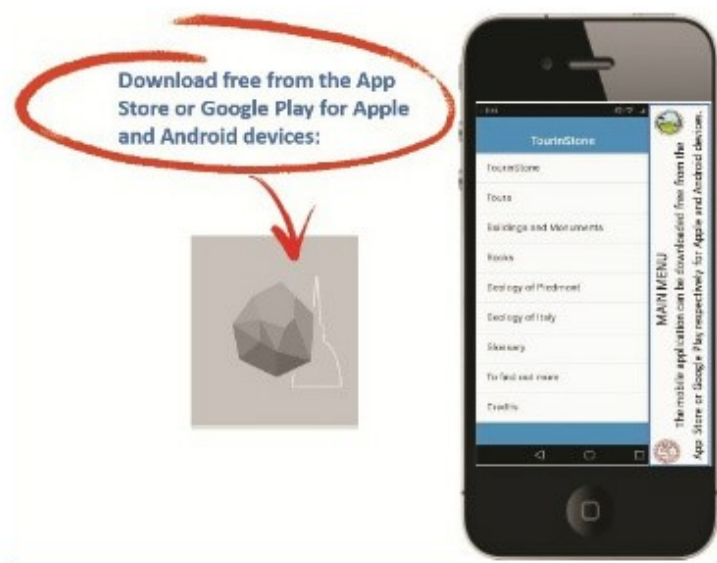 Download free from the App
Store or Google Play for Apple
and Android devices:
TourinStone
TourinStone
Tours
Buildings and Monuments
Rocks
Geology of Piedmont
Geology of Italy
Glossary
To find out more
Credits
MAIN MENU
The mobile application can be downloaded free from the
App Store or Google Play respectively for Apple and Android devices.